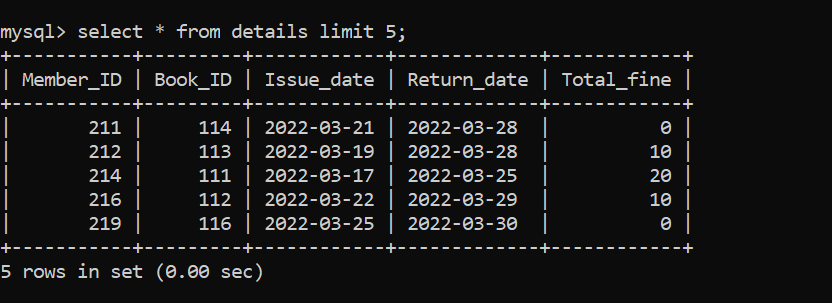 mysql> select * from details limit 5;
+-----------+---------+------------+-------------+------------+
| Member_ID | Book_ID | Issue_date | Return_date | Total_fine |
+-----------+---------+------------+-------------+------------+
|       211 |     114 | 2022-03-21 | 2022-03-28  |          0 |
|       212 |     113 | 2022-03-19 | 2022-03-28  |         10 |
|       214 |     111 | 2022-03-17 | 2022-03-25  |         20 |
|       216 |     112 | 2022-03-22 | 2022-03-29  |         10 |
|       219 |     116 | 2022-03-25 | 2022-03-30  |          0 |
+-----------+---------+------------+-------------+------------+
5 rows in set (0.00 sec)